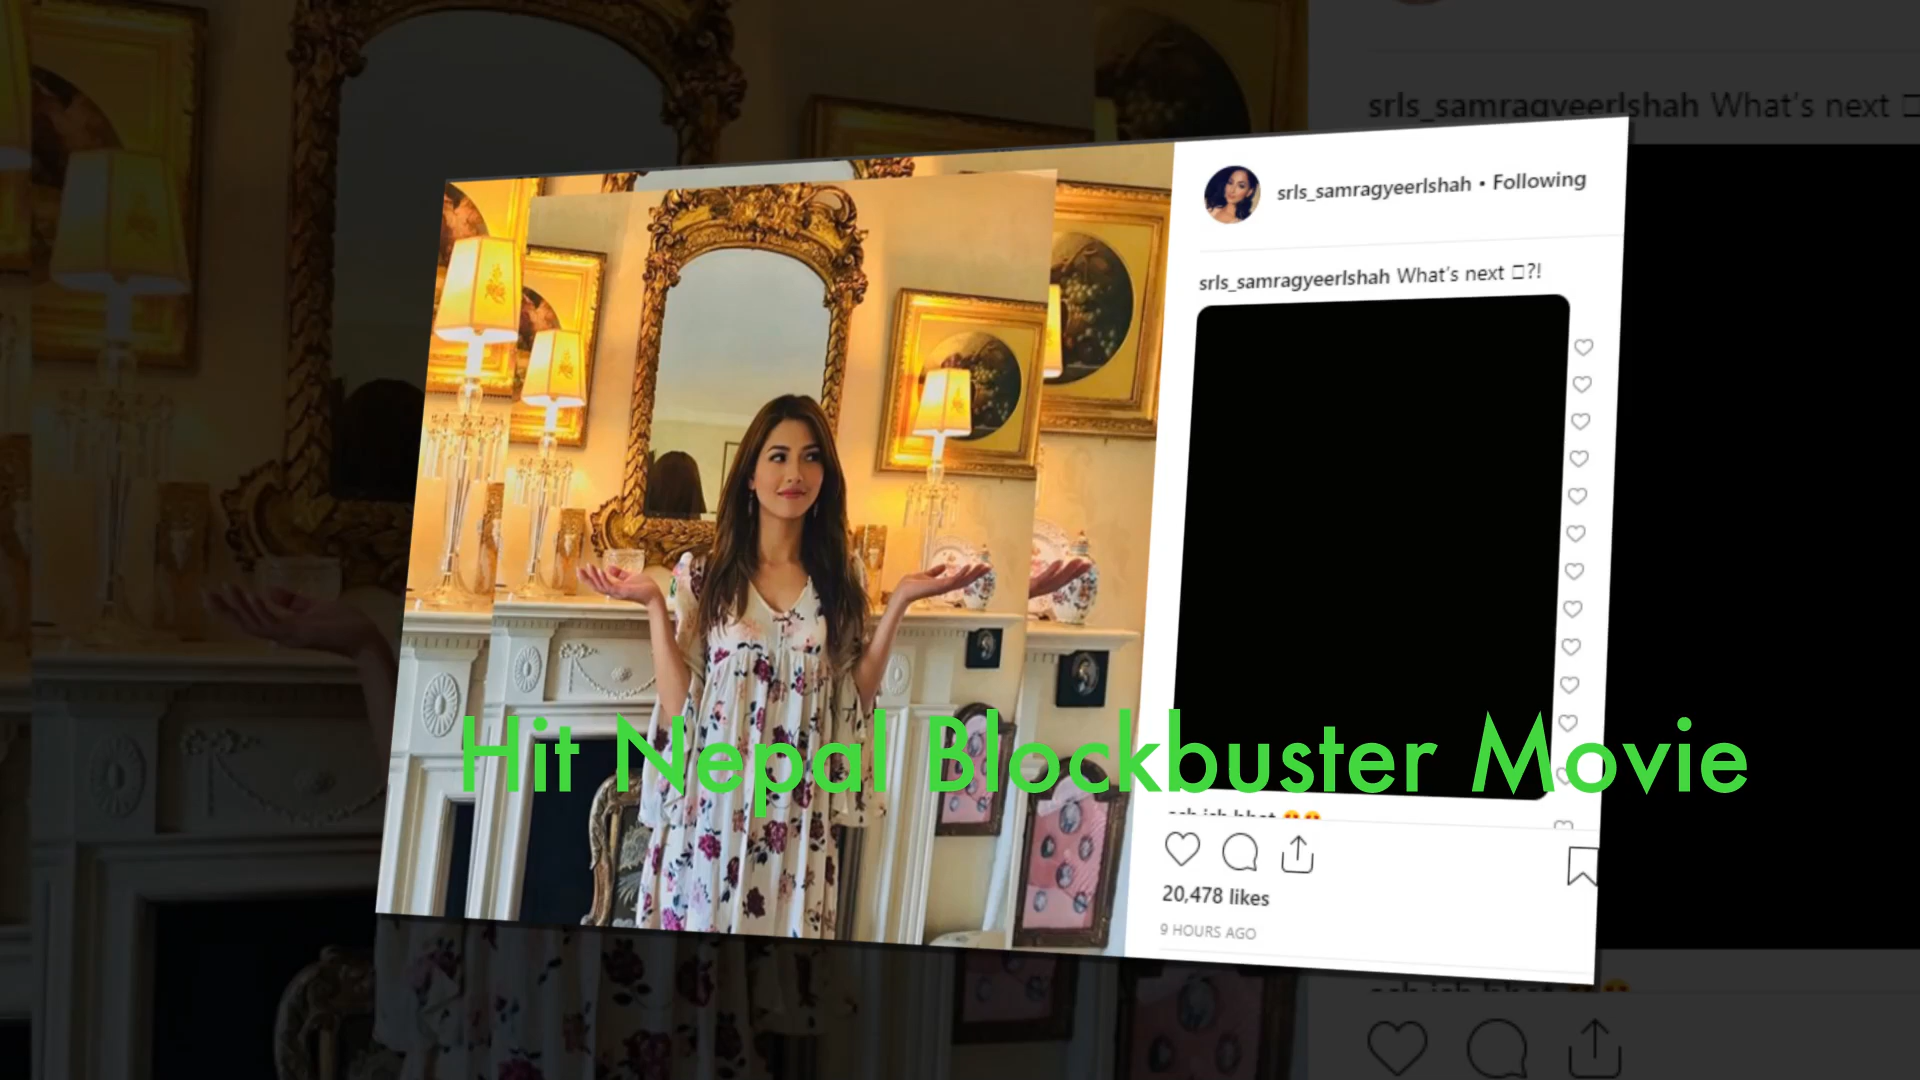 srls_samragyeerlshah What's next
srls_samragyeerlshah • Following
srls_samragyeerlshah What's next □?!
Hit Nepal Blockbuster Movie
20,478 likes
9 HOURS AGO